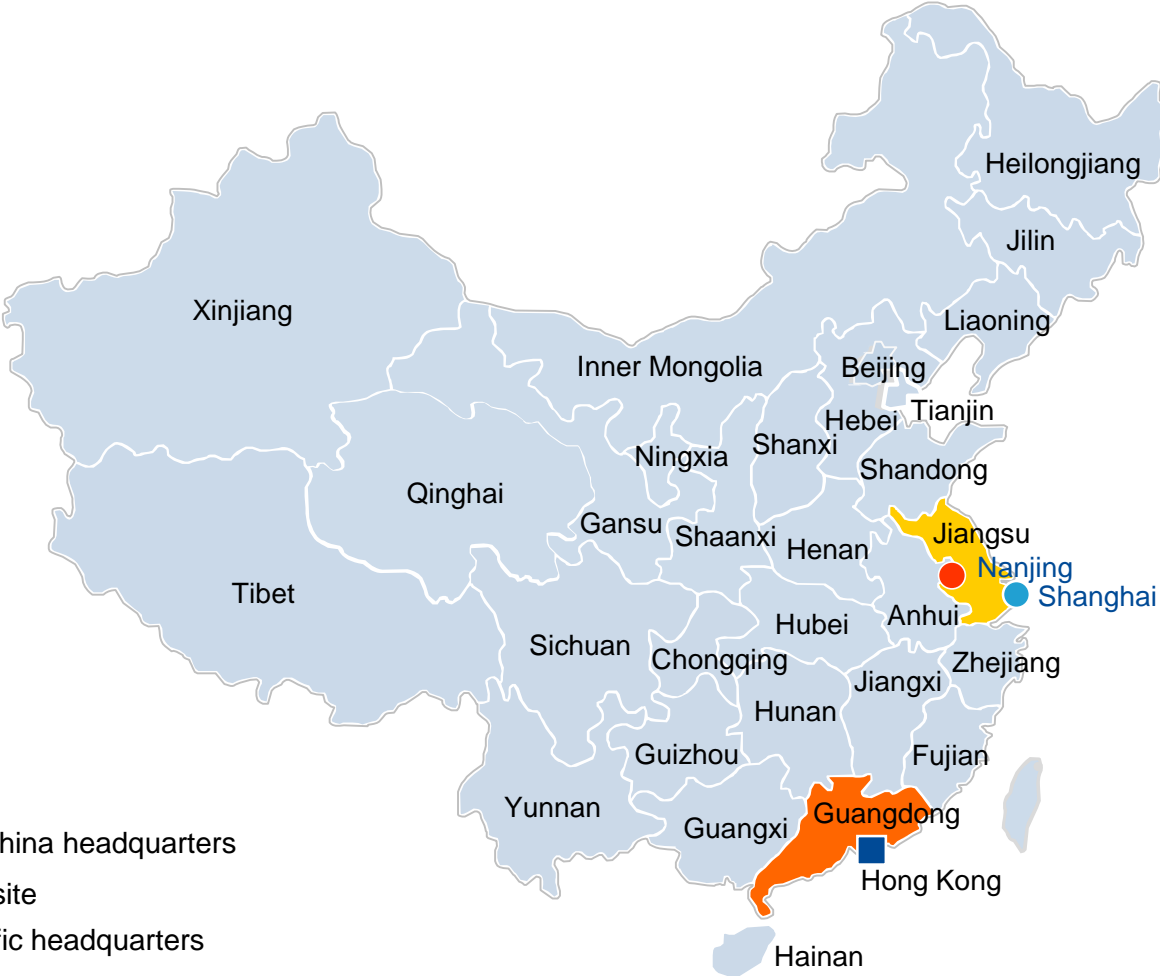 Heilongjiang
Jilin
Xinjiang
Liaoning
Inner Mongolia
Beijing
Tianjin
Hebei
Shanxi
Ningxia
Shandong
Qinghai
Gansu
Shaanxi
Henan
Jiangsu
Nanjing
Shanghai
Tibet
Anhui
Hubei
Sichuan
Chongqing
Zhejiang
Jiangxi
Hunan
Guizhou
Fujian
Yunnan
Guangxi
Guangdong
hina headquarters
Hong Kong
site
fic headquarters
Hainan